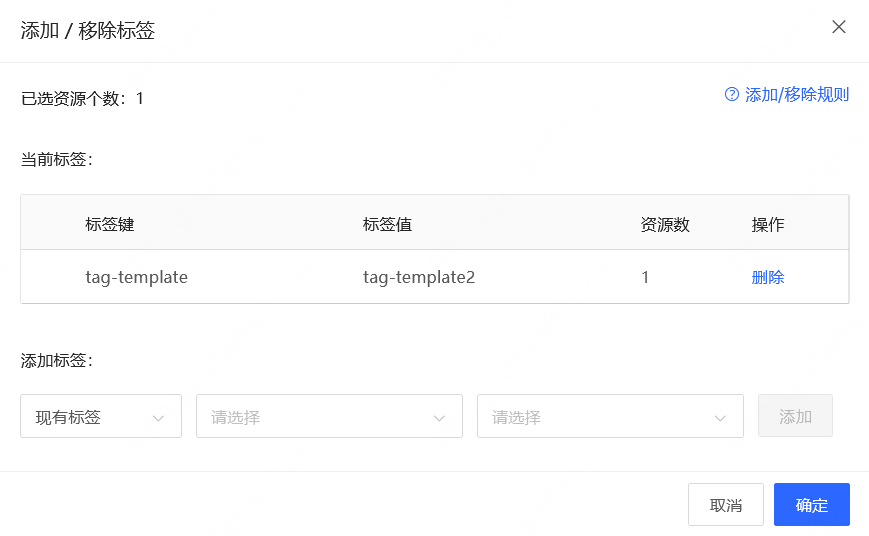 添加 / 移除标签
已选资源个数：1
添加/移除规则
当前标签：
标签键 标签值 资源数 操作
tag-template tag-template2 1 删除
添加标签：
现有标签 请选择 请选择 添加
取消 确定